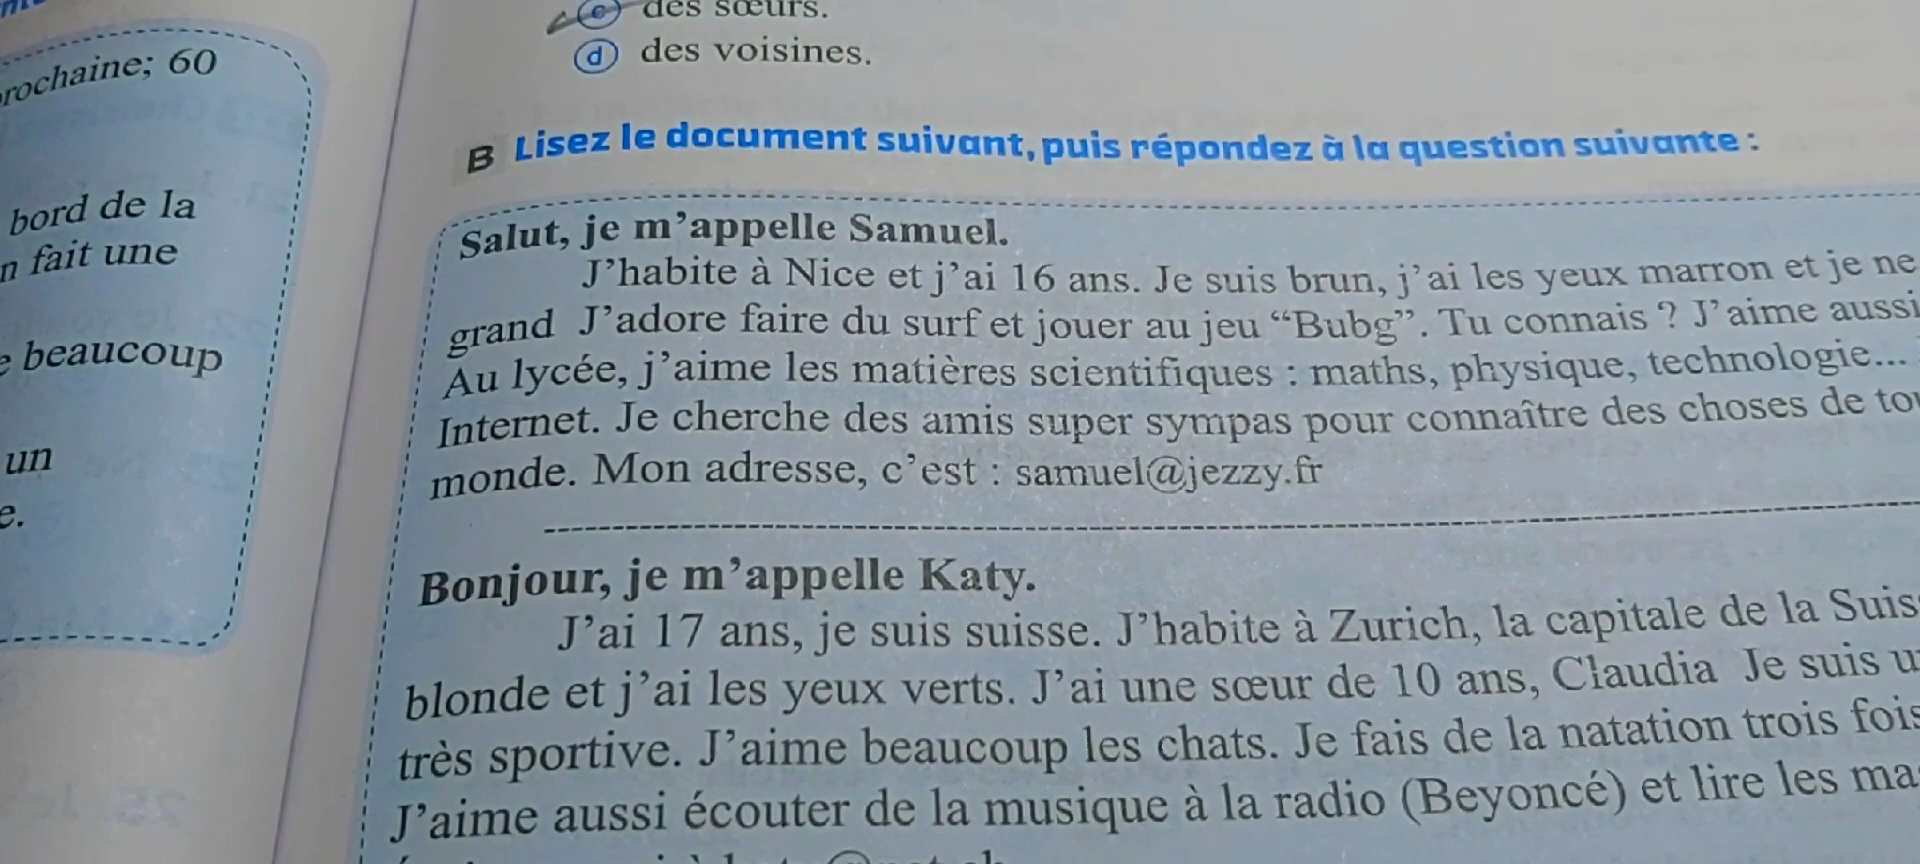 prochaine; 60
bord de la
n fait une
beaucoup
un
e.
c des sœurs.
d des voisines.
B Lisez le document suivant, puis répondez à la question suivante :
Salut, je m’appelle Samuel.
J’habite à Nice et j’ai 16 ans. Je suis brun, j’ai les yeux marron et je ne
grand J’adore faire du surf et jouer au jeu “Bubg”. Tu connais ? J’aime aussi
Au lycée, j’aime les matières scientifiques : maths, physique, technologie...
Internet. Je cherche des amis super sympas pour connaître des choses de
monde. Mon adresse, c’est : samuel@jezzy.fr
Bonjour, je m’appelle Katy.
J’ai 17 ans, je suis suisse. J’habite à Zurich, la capitale de la
blonde et j’ai les yeux verts. J’ai une sœur de 10 ans, Claudia Je suis
très sportive. J’aime beaucoup les chats. Je fais de la natation trois fois
J’aime aussi écouter de la musique à la radio (Beyoncé) et lire les